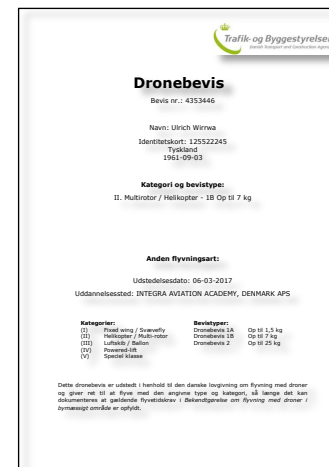 Trafik- og Byggestyrelsen
Danish Transport and Construction Agency
Dronebevis
Bevis nr.: 4353446
Navn: Ulrich Wirrwa
Identitetskort: 125522245
Tyskland
1961-09-03
Kategori og bevistype:
II. Multirotor / Helikopter - 1B Op til 7 kg
Anden flyvningsart:
Udstedelsesdato: 06-03-2017
Uddannelsessted: INTEGRA AVIATION ACADEMY, DENMARK APS
Kategorier: Bevistyper:
(I) Fixed wing / Svævefly Dronebevis 1A Op til 1,5 kg
(II) Helikopter / Multi-rotor Dronebevis 1B Op til 7 kg
(III) Luftskib / Ballon Dronebevis 2 Op til 25 kg
(IV) Powered-lift
(V) Speciel klasse
Dette dronebevis er udstedt i henhold til den danske lovgivning om flyvning med droner
og giver ret til at flyve med den angivne type og kategori, så længe det kan
dokumenteres at gældende flyvetidskrav i Bekendtgørelse om flyvning med droner i
bymæssigt område er opfyldt.